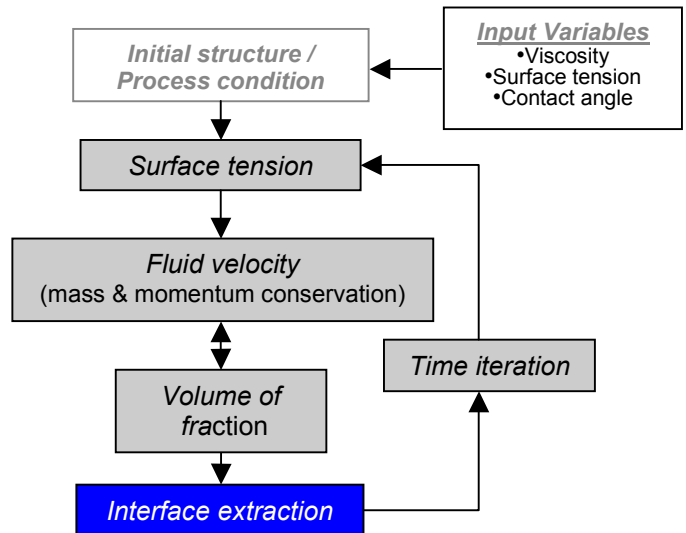 Initial structure /
Process condition
Input Variables
•Viscosity
•Surface tension
•Contact angle
Surface tension
Fluid velocity
(mass & momentum conservation)
Time iteration
Volume of
fraction
Interface extraction